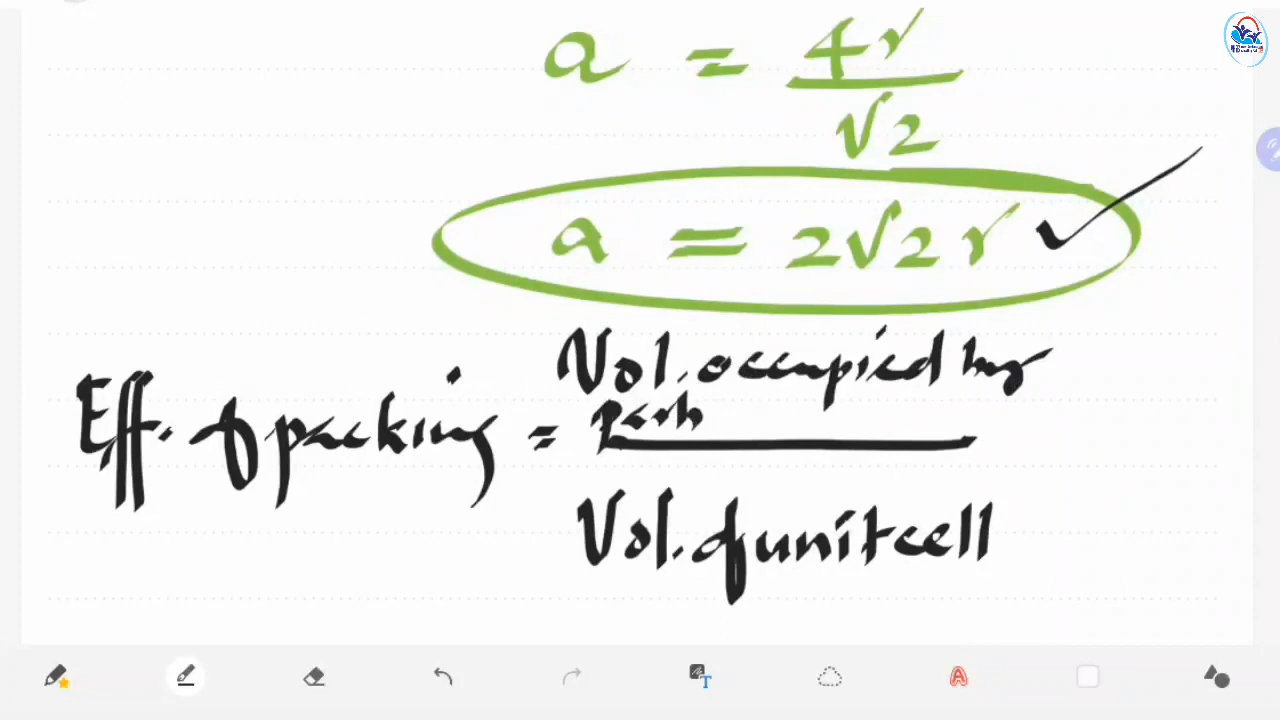 a = 4r / √2
a = 2√2 r ✓
Vol. occupied by
Eff. of packing = 
Vol. of unit cell